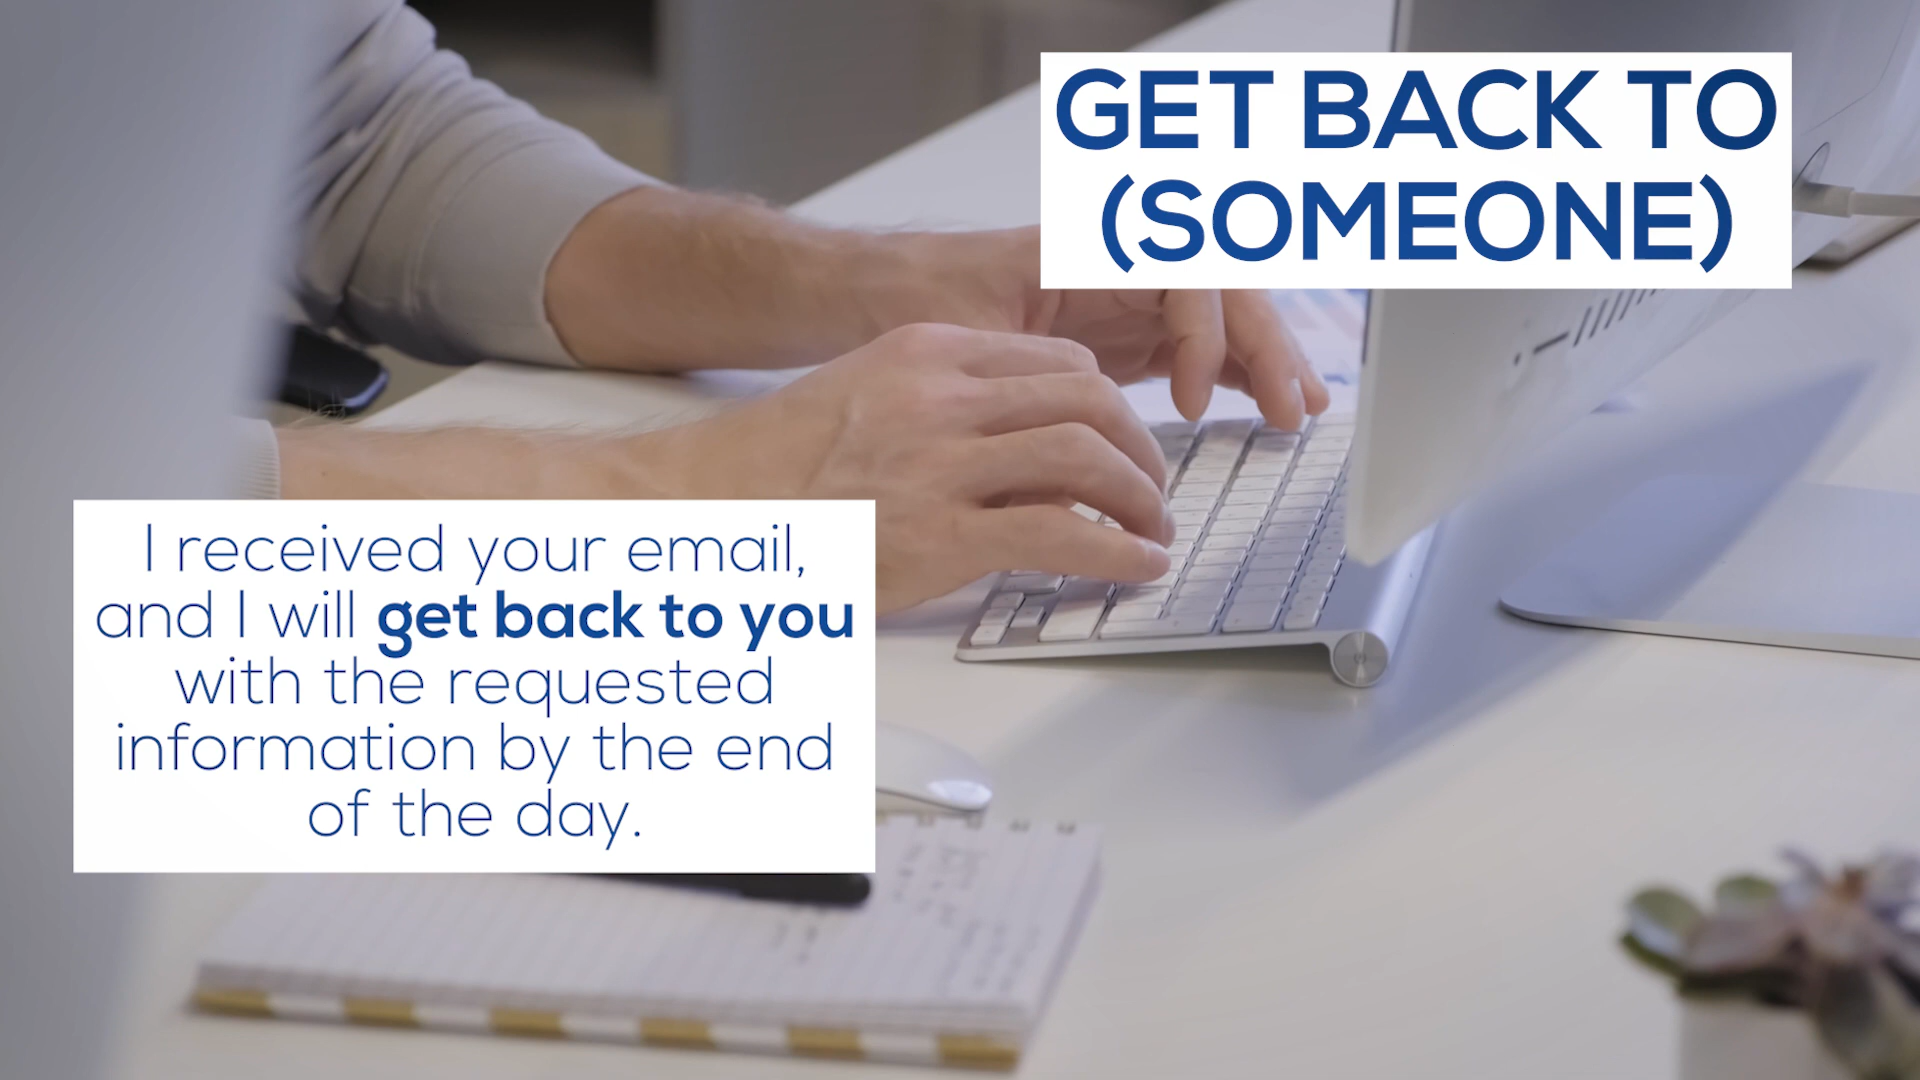 GET BACK TO
(SOMEONE)
I received your email,
and I will get back to you
with the requested
information by the end
of the day.